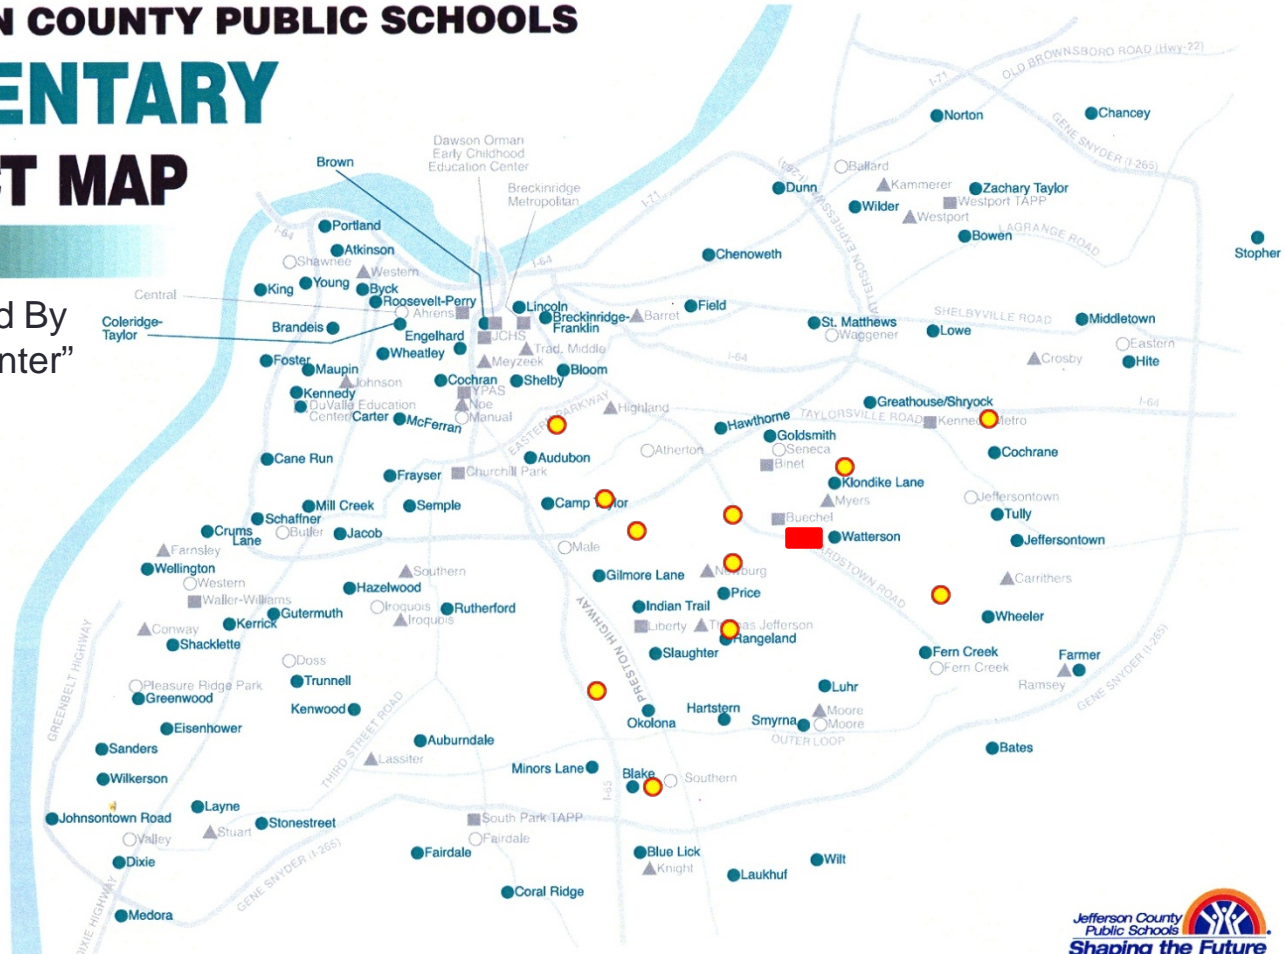 N COUNTY PUBLIC SCHOOLS
ENTARY
CT MAP
d By
nter”
OLD BROWNSBORO ROAD (Hwy-22)
I-71
Norton
Chancey
GENE SNYDER (I-265)
Dawson Orman
Early Childhood
Education Center
Brown
Breckinridge
Metropolitan
Ballard
Dunn
Kammerer
Zachary Taylor
Westport TAPP
Wilder
Westport
I-71
LAGRANGE ROAD
Bowen
Stopher
Portland
I-64
Atkinson
Shawnee
Western
Chenoweth
I-64
King
Young
Byck
Central
Roosevelt-Perry
Ahrens
Lincoln
Breckinridge-
Franklin
Barret
Field
SHELBYVILLE ROAD
Middletown
Coleridge-
Taylor
Brandeis
Engelhard
JCHS
St. Matthews
Waggener
Lowe
Eastern
Wheatley
Trad. Middle
Meyzeek
I-64
Crosby
Hite
Foster
Maupin
Johnson
Cochran
Shelby
Bloom
Kennedy
YPAS
DuValle Education
Center
Carter
McFerran
Noe
Manual
EASTERN PARKWAY
Highland
Greathouse/Shryock
I-64
Hawthorne
TAYLORSVILLE ROAD
Goldsmith
Seneca
Binet
Atherton
Cochrane
Cane Run
Audubon
Frayser
Churchill Park
Klondike Lane
Myers
Jeffersontown
Tully
Mill Creek
Semple
Schaffner
Butler
Jacob
Crums
Lane
Buechel
Watterson
Jeffersontown
Farnsley
Male
Wellington
Western
Waller-Williams
Southern
Gilmore Lane
BARDSTOWN ROAD
Carrithers
Hazelwood
Price
Gutermuth
Iroquois
Iroquois
Rutherford
Indian Trail
Wheeler
Kerrick
Conway
Liberty
Rangeland
Shacklette
PRESTON HIGHWAY
Slaughter
Fern Creek
Fern Creek
Farmer
Ramsey
GREENBELT HIGHWAY
Doss
Trunnell
Pleasure Ridge Park
Greenwood
Luhr
GENE SNYDER (I-265)
Kenwood
Okolona
Hartstern
Smyrna
Moore
Moore
OUTER LOOP
Eisenhower
THIRD STREET ROAD
Auburndale
Sanders
Lassiter
Bates
Minors Lane
Blake
Southern
Wilkerson
I-65
Layne
Johnsontown Road
Stuart
Stonestreet
South Park TAPP
Valley
Fairdale
Dixie
Fairdale
Blue Lick
Knight
Wilt
Laukhuf
GENE SNYDER (I-265)
Coral Ridge
DIXIE HIGHWAY
Medora
Jefferson County
Public Schools
Shaping the Future